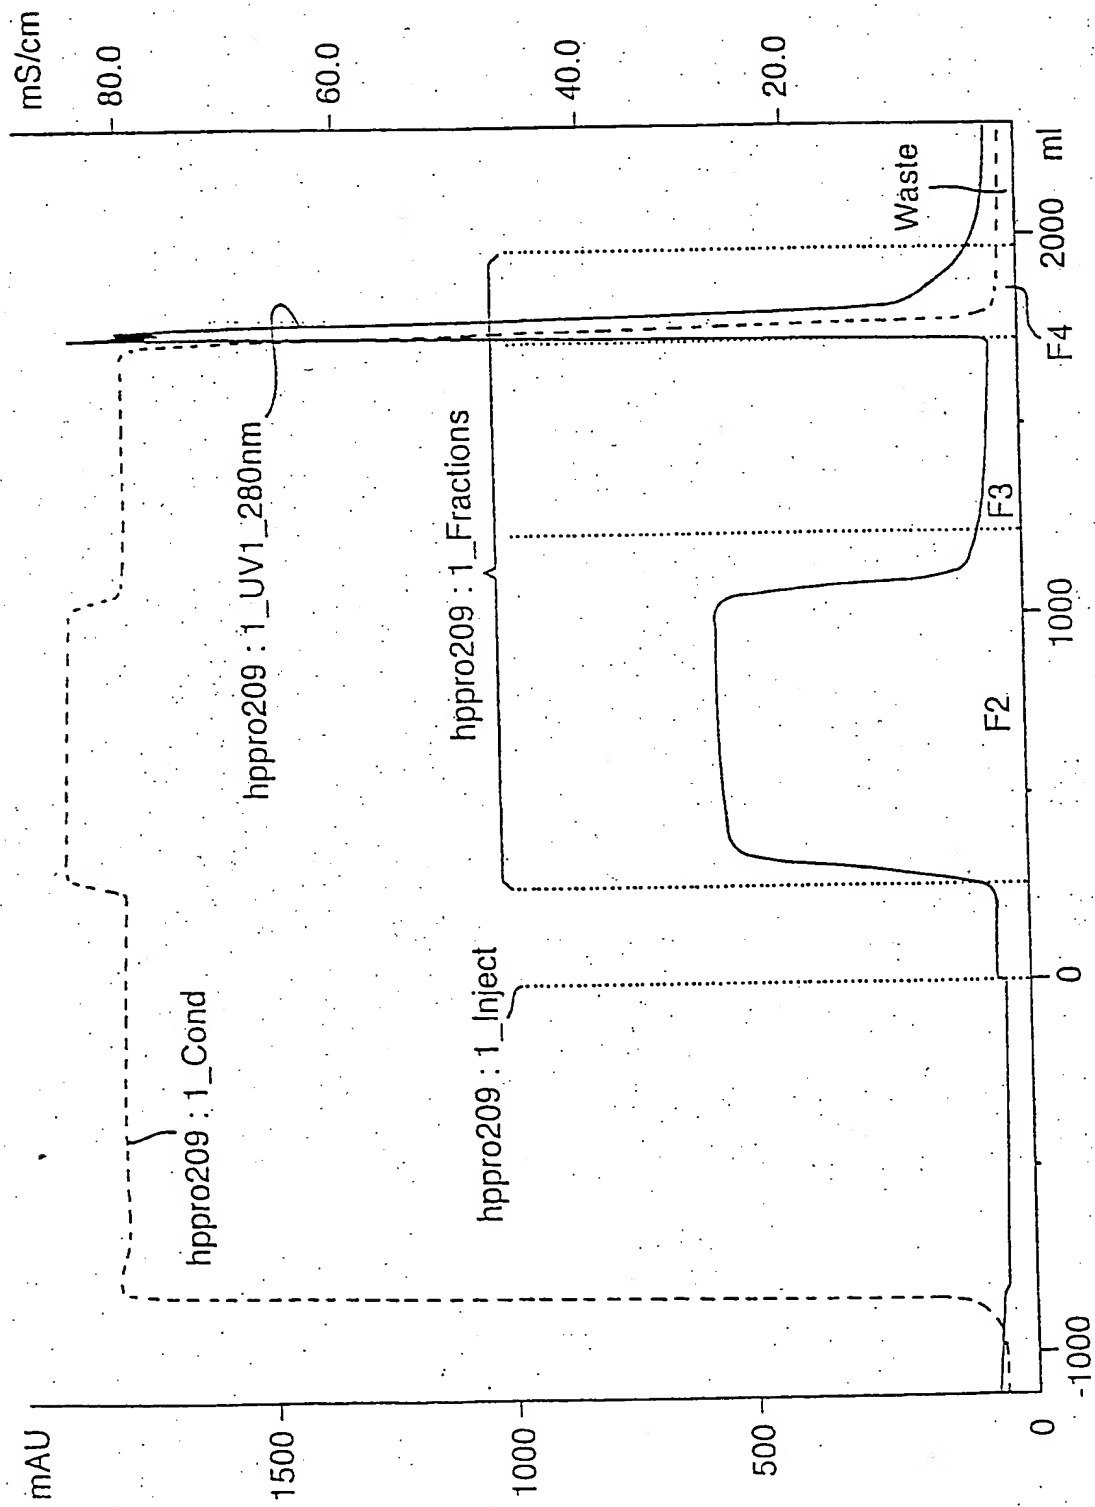 mAU
1500
1000
500
0
mS/cm
80.0
60.0
40.0
20.0
hppro209 : 1_Cond
hppro209 : 1_UV1_280nm
hppro209 : 1_Inject
hppro209 : 1_Fractions
F2
F3
F4
Waste
-1000
0
1000
2000
ml